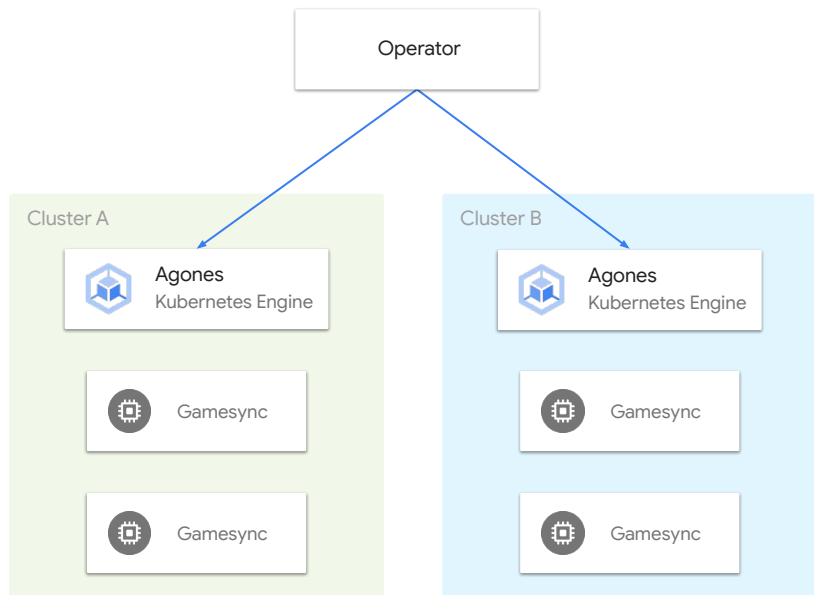 Operator
Cluster A
Agones
Kubernetes Engine
Gamesync
Gamesync
Cluster B
Agones
Kubernetes Engine
Gamesync
Gamesync